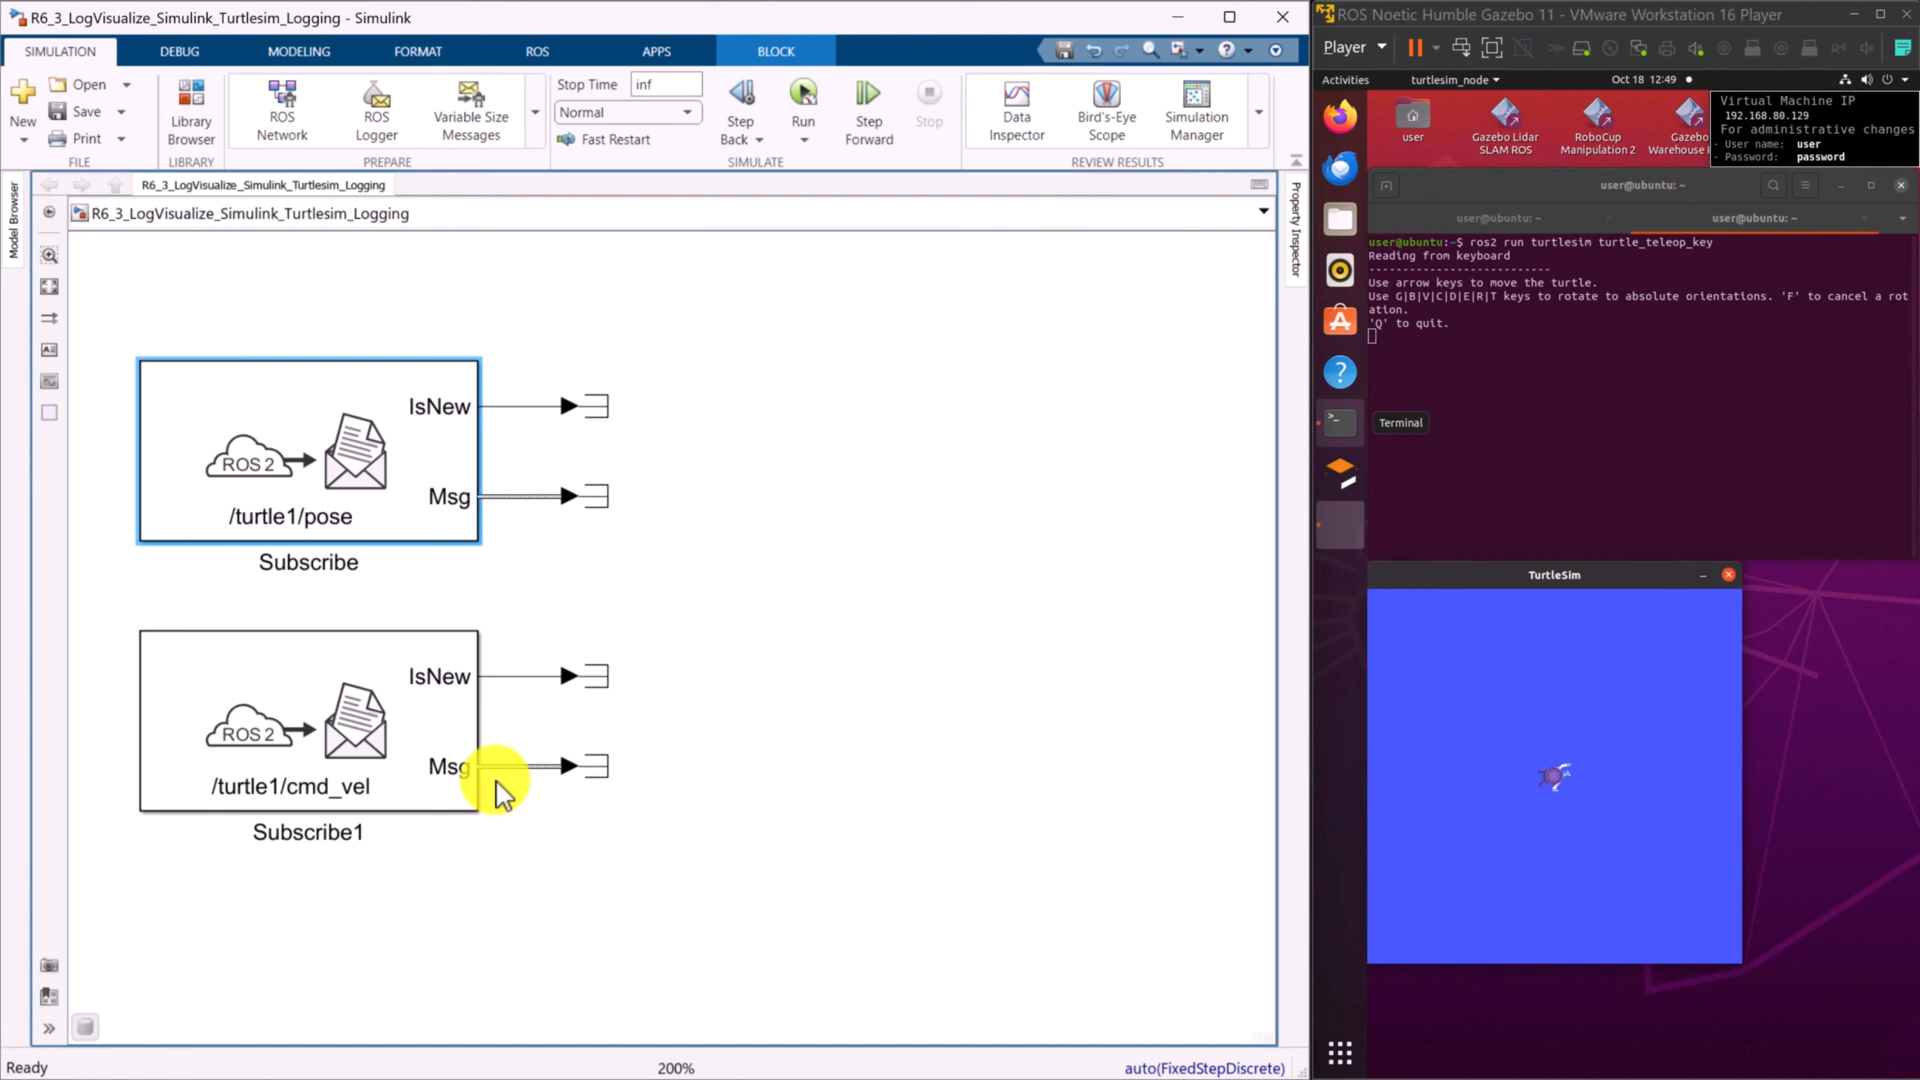 R6_3_LogVisualize_Simulink_Turtlesim_Logging - Simulink
SIMULATION
DEBUG
MODELING
FORMAT
ROS
APPS
BLOCK
New
Open
Save
Print
FILE
Library Browser
LIBRARY
ROS Network
ROS Logger
Variable Size Messages
PREPARE
Stop Time
inf
Normal
Fast Restart
Step Back
Run
Step Forward
Stop
SIMULATE
Data Inspector
Bird's-Eye Scope
Simulation Manager
REVIEW RESULTS
Model Browser
R6_3_LogVisualize_Simulink_Turtlesim_Logging
R6_3_LogVisualize_Simulink_Turtlesim_Logging
Property Inspector
IsNew
ROS 2
Msg
/turtle1/pose
Subscribe
IsNew
ROS 2
Msg
/turtle1/cmd_vel
Subscribe1
Ready
200%
auto(FixedStepDiscrete)
ROS Noetic Humble Gazebo 11 - VMware Workstation 16 Player
Player
Activities
turtlesim_node
Oct 18 12:49
user
Gazebo Lidar SLAM ROS
RoboCup Manipulation 2
Gazebo Warehouse
Virtual Machine IP
192.168.80.129
For administrative changes
- User name: user
- Password: password
user@ubuntu: ~
user@ubuntu: ~
user@ubuntu: ~
user@ubuntu:~$ ros2 run turtlesim turtle_teleop_key
Reading from keyboard
---------------------------
Use arrow keys to move the turtle.
Use G|B|V|C|D|E|R|T keys to rotate to absolute orientations. 'F' to cancel a rot
ation.
'Q' to quit.
Terminal
TurtleSim